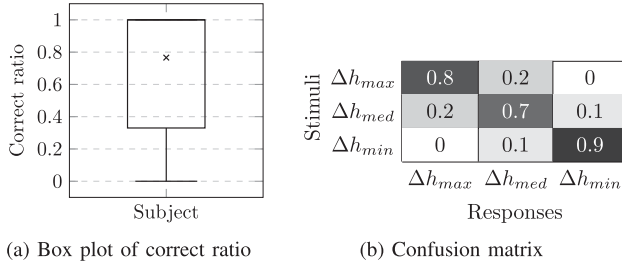 1
0.8
0.6
0.4
0.2
0
Correct ratio
Subject
(a) Box plot of correct ratio
Stimuli
Δh_max 0.8 0.2 0
Δh_med 0.2 0.7 0.1
Δh_min 0 0.1 0.9
Δh_max Δh_med Δh_min
Responses
(b) Confusion matrix